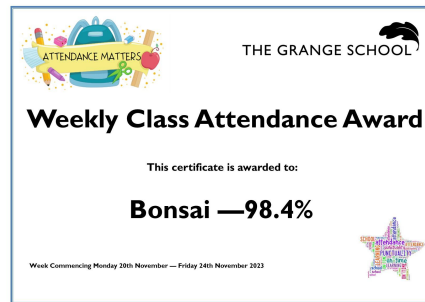 ATTENDANCE MATTERS
THE GRANGE SCHOOL
Weekly Class Attendance Award
This certificate is awarded to:
Bonsai —98.4%
attendance
PUNCTUALITY
Week Commencing Monday 20th November — Friday 24th November 2023